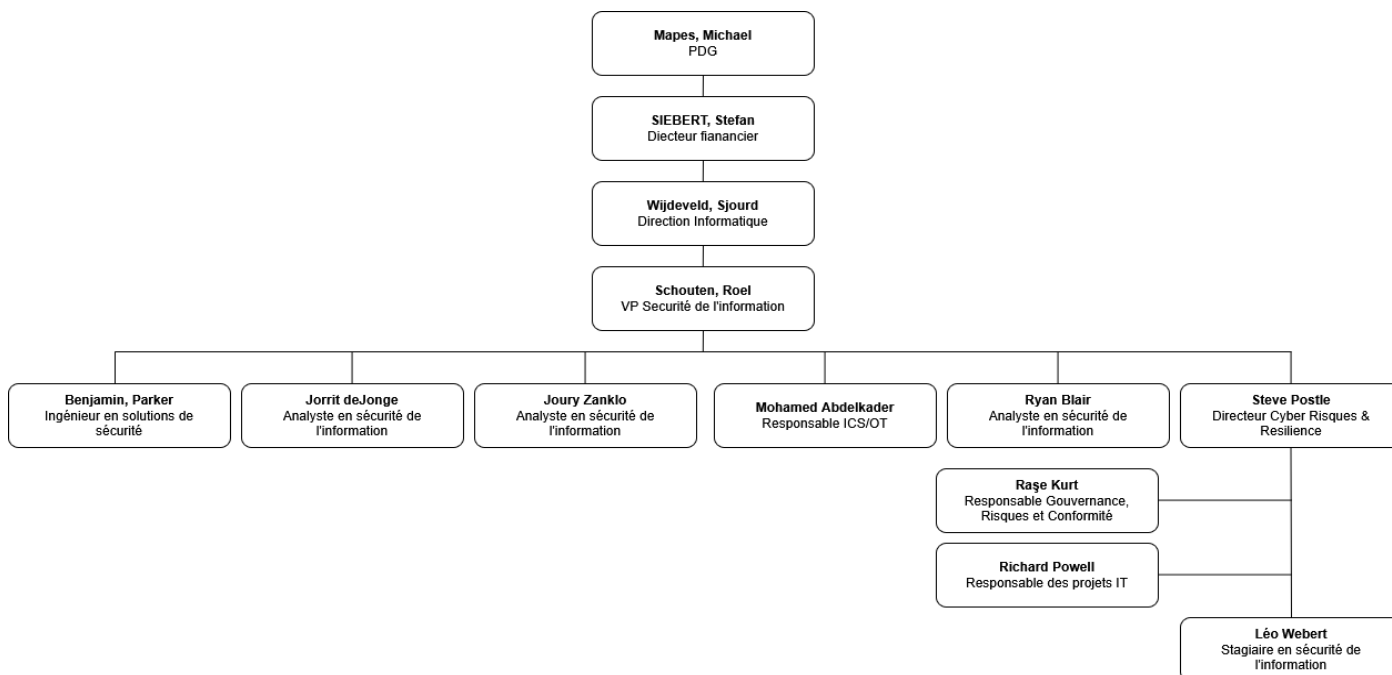 Mapes, Michael
PDG
SIEBERT, Stefan
Diecteur fianancier
Wijdeveld, Sjourd
Direction Informatique
Schouten, Roel
VP Securité de l'information
Benjamin, Parker
Ingénieur en solutions de
sécurité
Jorrit deJonge
Analyste en sécurité de
l'information
Joury Zanklo
Analyste en sécurité de
l'information
Mohamed Abdelkader
Responsable ICS/OT
Ryan Blair
Analyste en sécurité de
l'information
Steve Postle
Directeur Cyber Risques &
Resilience
Raşe Kurt
Responsable Gouvernance,
Risques et Conformité
Richard Powell
Responsable des projets IT
Léo Webert
Stagiaire en sécurité de
l'information